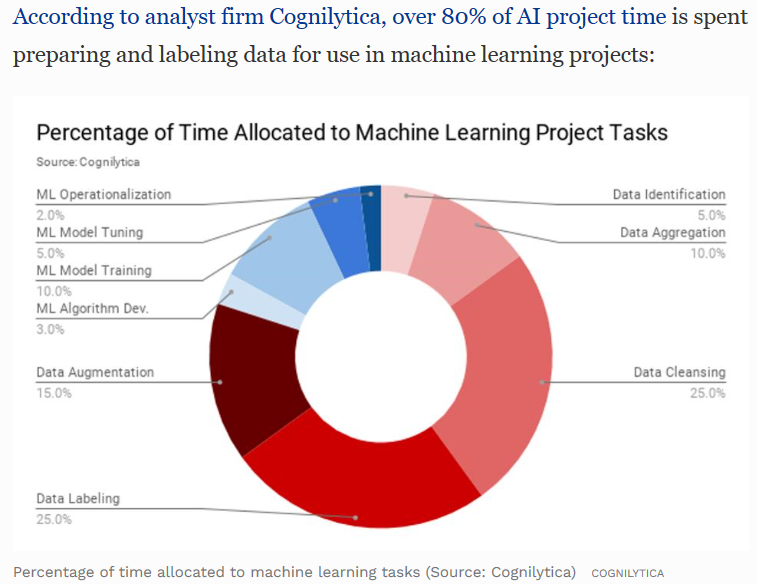 According to analyst firm Cognilytica, over 80% of AI project time is spent
preparing and labeling data for use in machine learning projects:
Percentage of Time Allocated to Machine Learning Project Tasks
Source: Cognilytica
ML Operationalization
2.0%
ML Model Tuning
5.0%
ML Model Training
10.0%
ML Algorithm Dev.
3.0%
Data Augmentation
15.0%
Data Labeling
25.0%
Data Identification
5.0%
Data Aggregation
10.0%
Data Cleansing
25.0%
Percentage of time allocated to machine learning tasks (Source: Cognilytica) COGNILYTICA